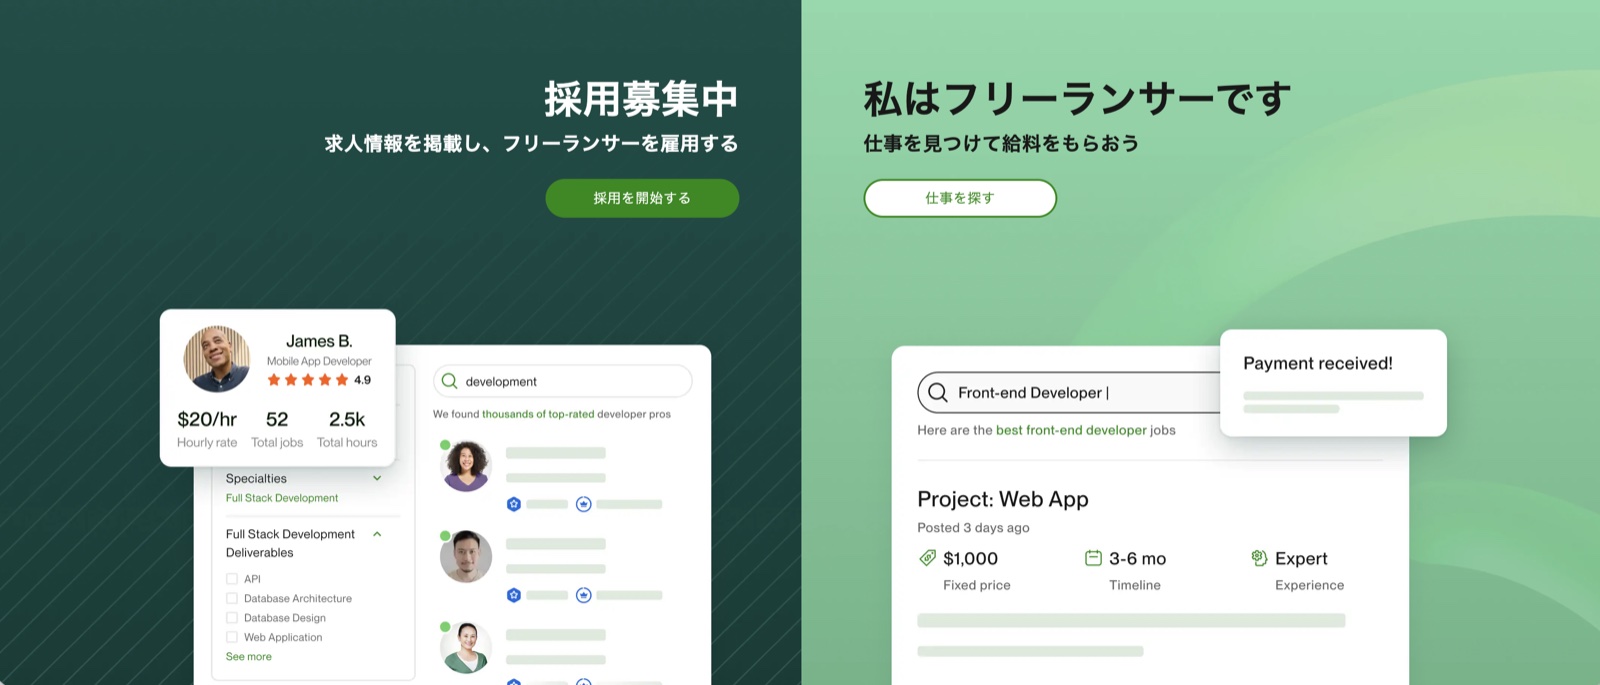 採用募集中
求人情報を掲載し、フリーランサーを雇用する
採用を開始する
James B.
Mobile App Developer
4.9
$20/hr 52 2.5k
Hourly rate Total jobs Total hours
Specialties
Full Stack Development
Full Stack Development
Deliverables
API
Database Architecture
Database Design
Web Application
See more
development
We found thousands of top-rated developer pros
私はフリーランサーです
仕事を見つけて給料をもらおう
仕事を探す
Payment received!
Front-end Developer |
Here are the best front-end developer jobs
Project: Web App
Posted 3 days ago
$1,000 3-6 mo Expert
Fixed price Timeline Experience